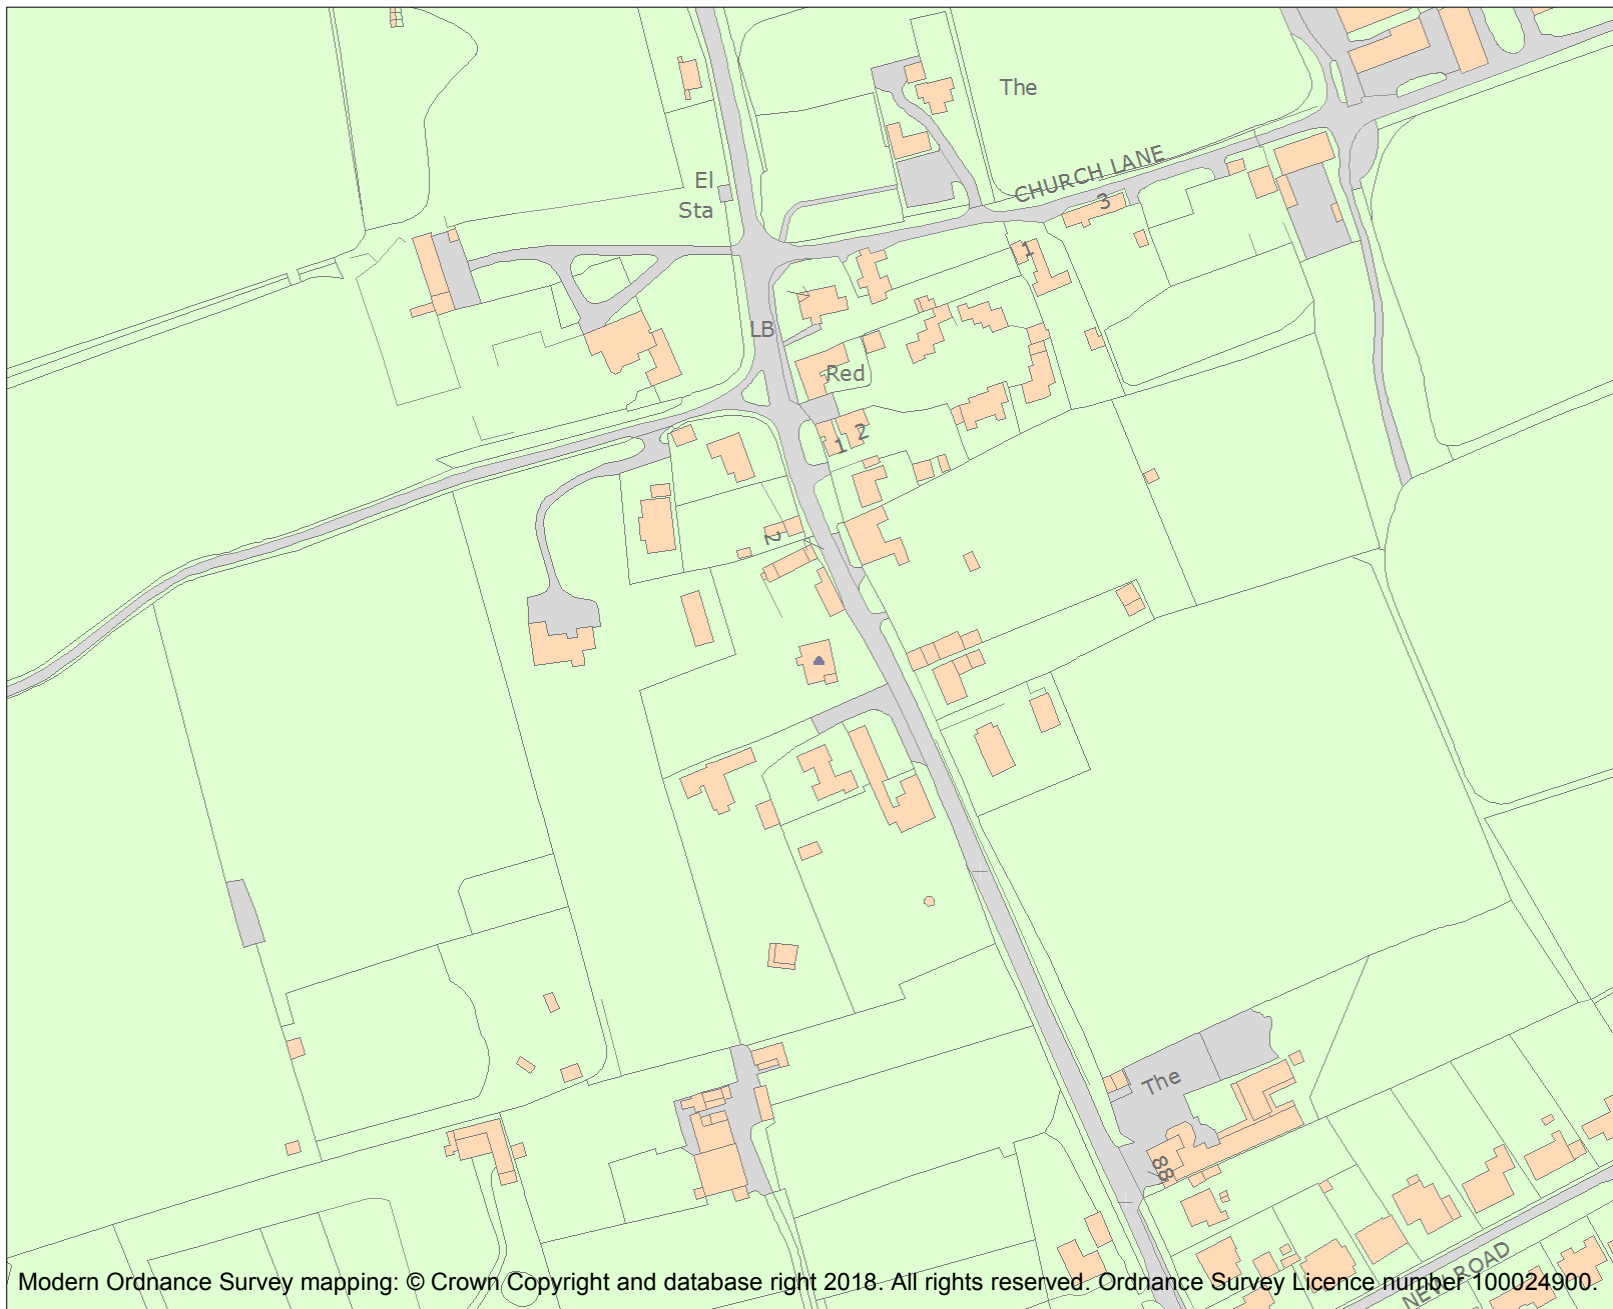 The
CHURCH LANE
El
Sta
3
1
LB
Red
1 2
2
The
88
NEW ROAD
Modern Ordnance Survey mapping: © Crown Copyright and database right 2018. All rights reserved. Ordnance Survey Licence number 100024900.